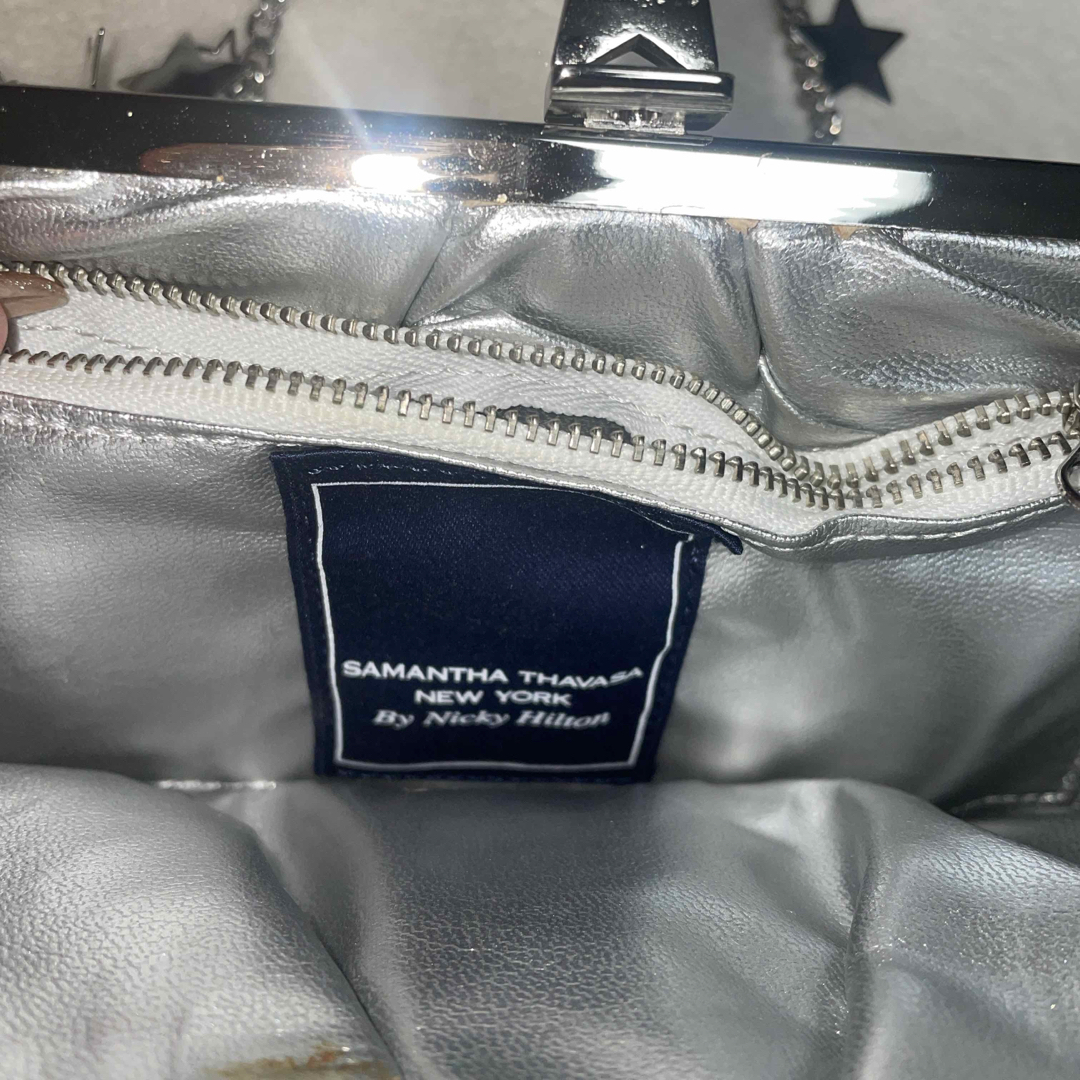 SAMANTHA THAVASA
NEW YORK
By Nicky Hilton